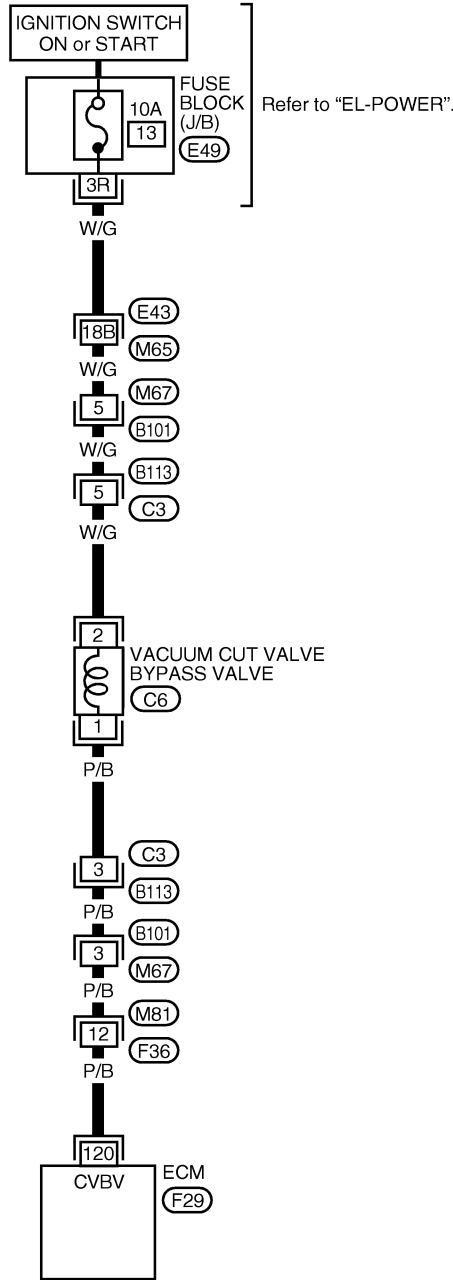 IGNITION SWITCH
ON or START
FUSE
BLOCK
(J/B)
10A
13
E49
Refer to “EL-POWER”.
3R
W/G
E43
18B
M65
W/G
M67
5
B101
W/G
B113
5
C3
W/G
2
VACUUM CUT VALVE
BYPASS VALVE
C6
1
P/B
C3
3
B113
P/B
B101
3
M67
P/B
M81
12
F36
P/B
120
CVBV
ECM
F29